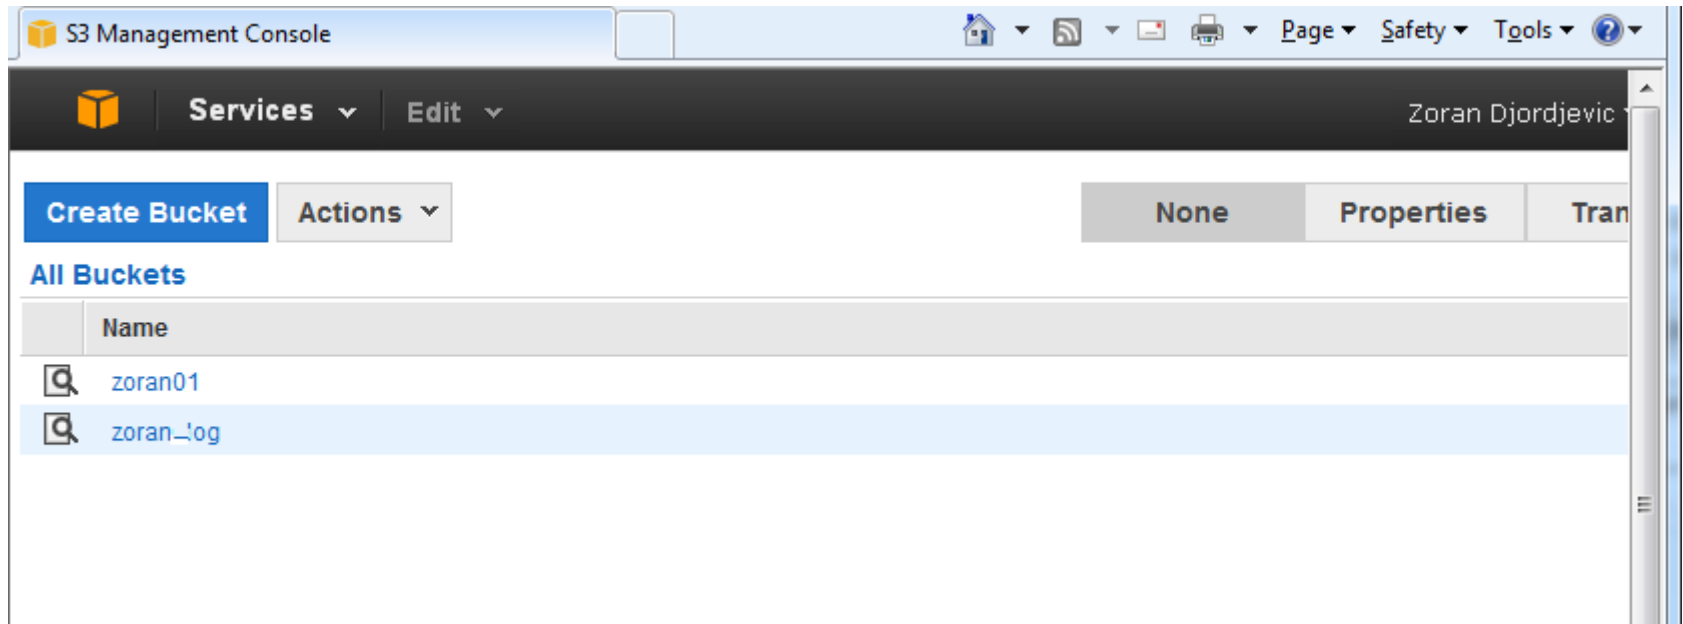 S3 Management Console
Page Safety Tools
Services Edit Zoran Djordjevic
Create Bucket Actions None Properties Tran
All Buckets
Name
zoran01